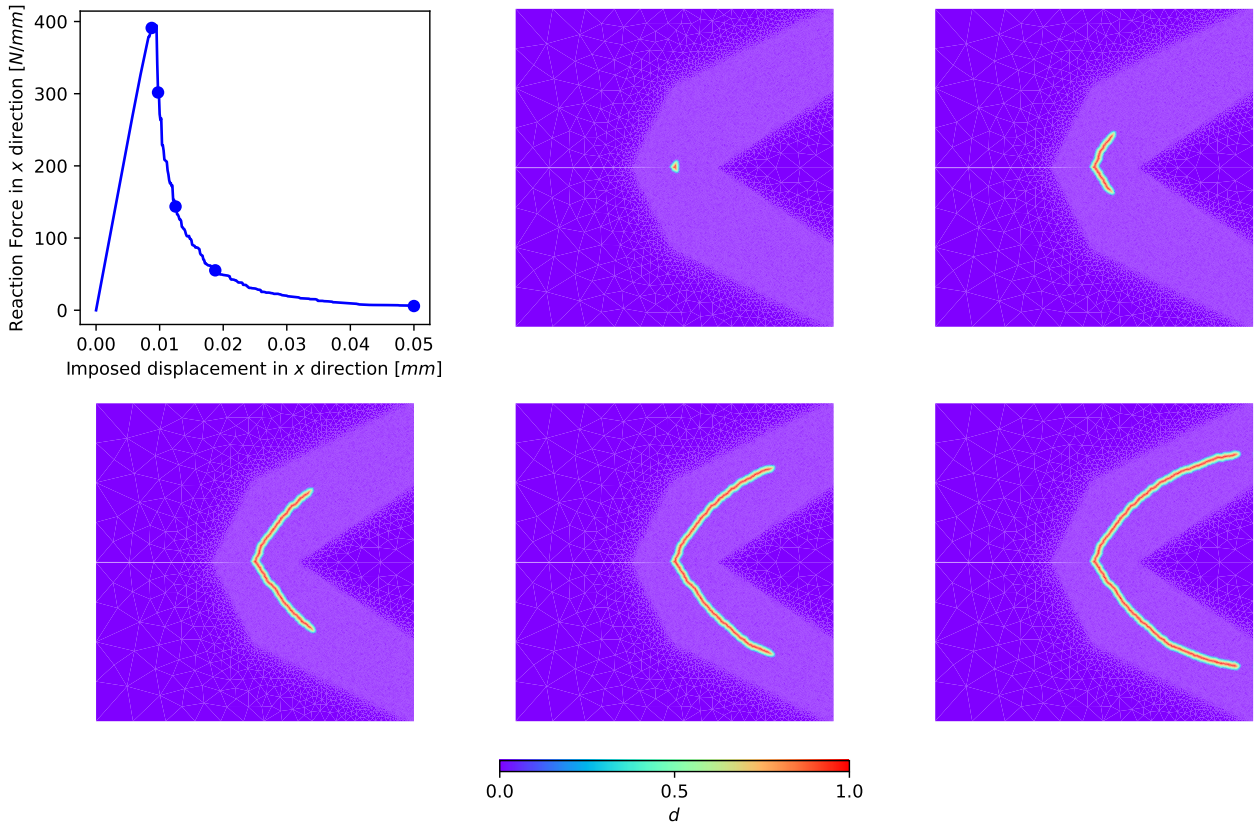 400
300
200
100
0
Reaction Force in x direction [N/mm]
0.00 0.01 0.02 0.03 0.04 0.05
Imposed displacement in x direction [mm]
0.0 0.5 1.0
d